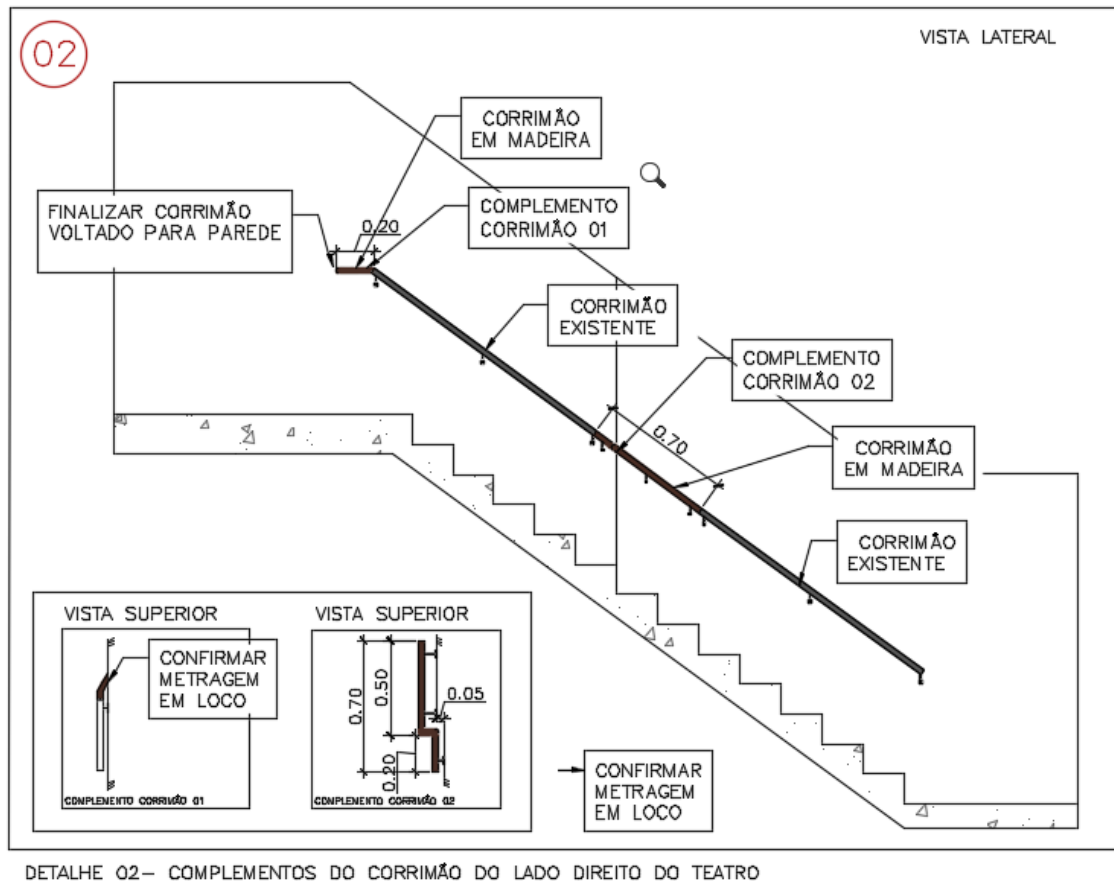 02
VISTA LATERAL
CORRIMÃO
EM MADEIRA
FINALIZAR CORRIMÃO
VOLTADO PARA PAREDE
0.20
COMPLEMENTO
CORRIMÃO 01
CORRIMÃO
EXISTENTE
COMPLEMENTO
CORRIMÃO 02
0.70
CORRIMÃO
EM MADEIRA
CORRIMÃO
EXISTENTE
VISTA SUPERIOR
CONFIRMAR
METRAGEM
EM LOCO
COMPLEMENTO CORRIMÃO 01
VISTA SUPERIOR
0.70
0.50
0.05
0.20
COMPLEMENTO CORRIMÃO 02
CONFIRMAR
METRAGEM
EM LOCO
DETALHE 02- COMPLEMENTOS DO CORRIMÃO DO LADO DIREITO DO TEATRO